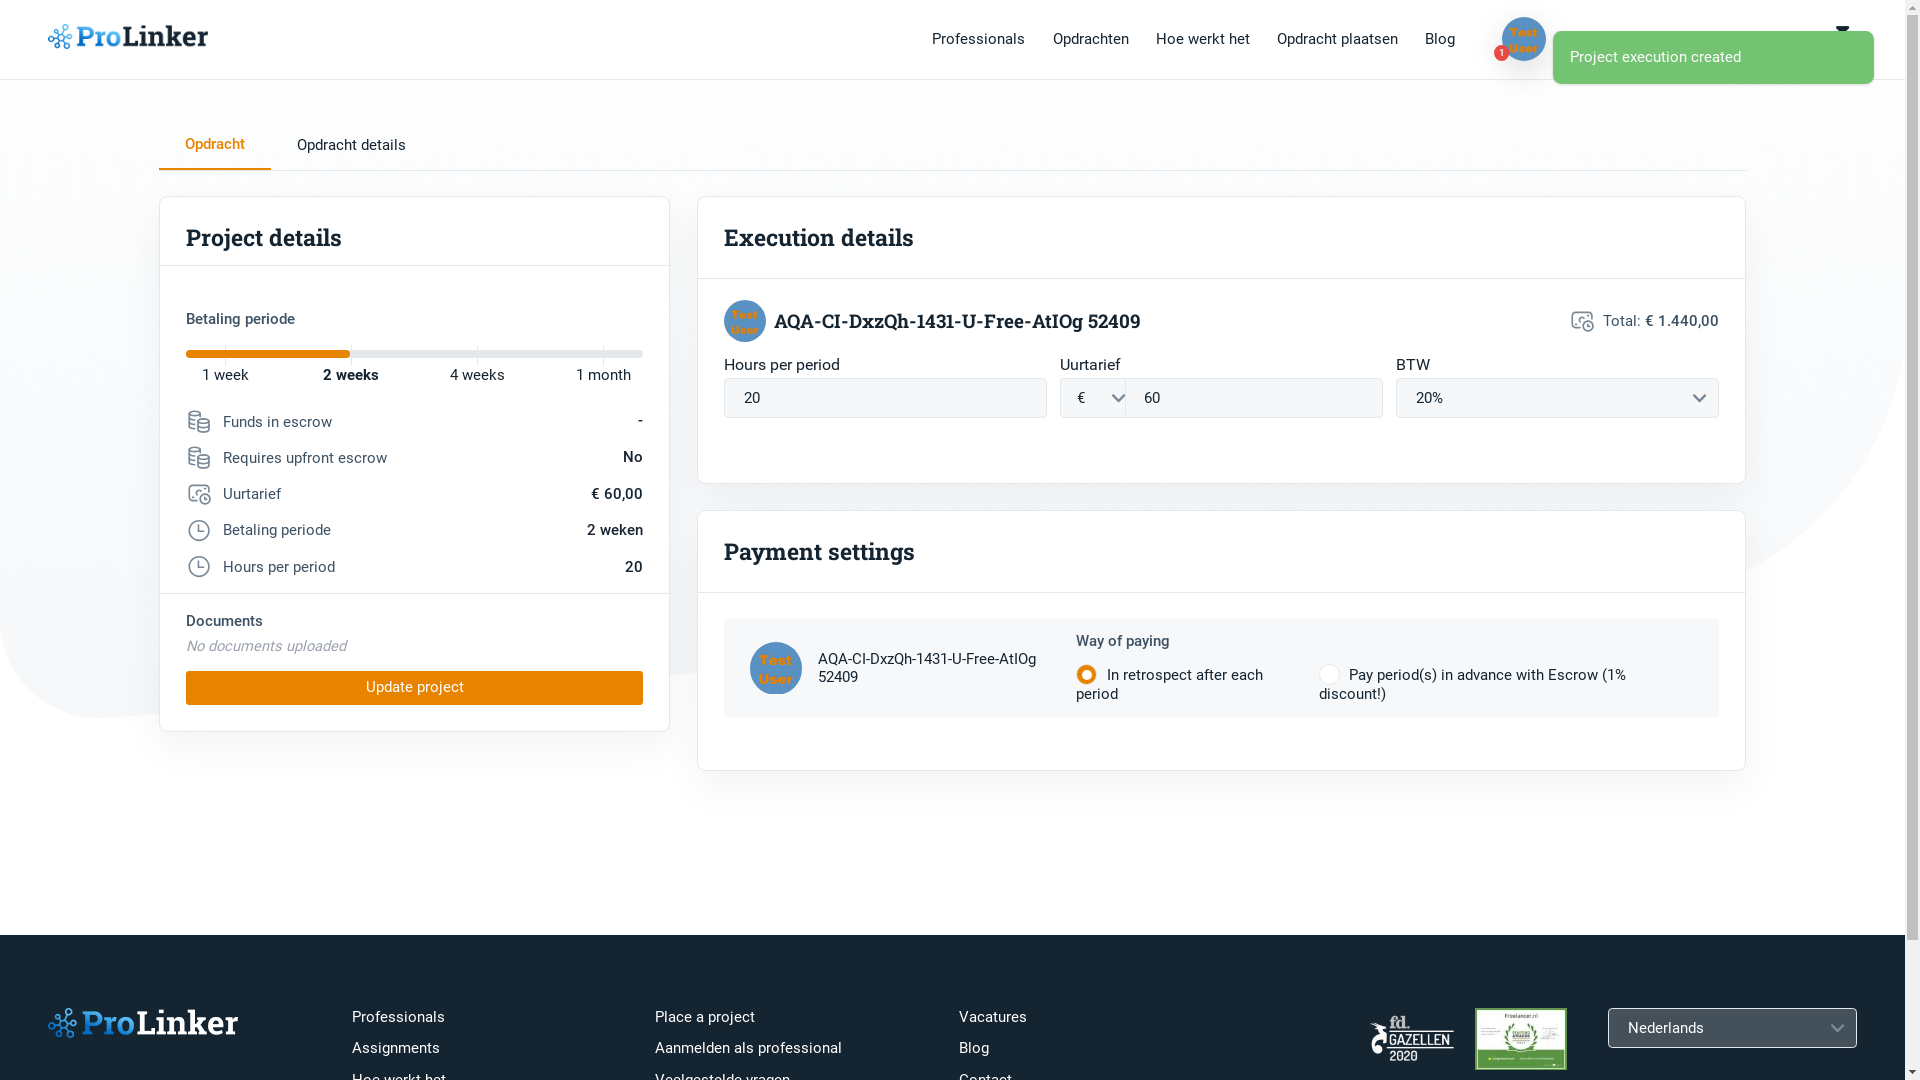 ProLinker
Professionals
Opdrachten
Hoe werkt het
Opdracht plaatsen
Blog
Test
User
1
Project execution created
Opdracht
Opdracht details
Project details
Betaling periode
1 week
2 weeks
4 weeks
1 month
Funds in escrow
-
Requires upfront escrow
No
Uurtarief
€ 60,00
Betaling periode
2 weken
Hours per period
20
Documents
No documents uploaded
Update project
Execution details
Test
User
AQA-CI-DxzQh-1431-U-Free-AtIOg 52409
Total: € 1.440,00
Hours per period
Uurtarief
BTW
20
€
60
20%
Payment settings
Test
User
AQA-CI-DxzQh-1431-U-Free-AtIOg
52409
Way of paying
In retrospect after each
period
Pay period(s) in advance with Escrow (1%
discount!)
ProLinker
Professionals
Assignments
Hoe werkt het
Place a project
Aanmelden als professional
Veelgestelde vragen
Vacatures
Blog
Contact
fd.
GAZELLEN
2020
Freelancer.nl
Nederlands